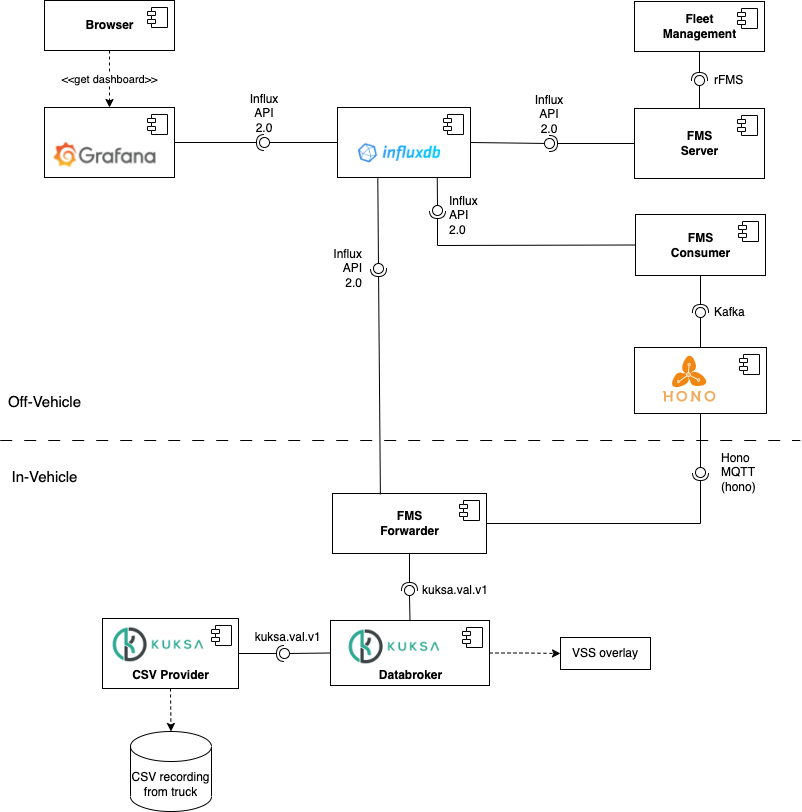 Browser
Fleet
Management
<<get dashboard>>
rFMS
Influx
API
2.0
Influx
API
2.0
Grafana
influxdb
FMS
Server
Influx
API
2.0
FMS
Consumer
Influx
API
2.0
Kafka
HONO
Off-Vehicle
In-Vehicle
Hono
MQTT
(hono)
FMS
Forwarder
kuksa.val.v1
kuksa.val.v1
KUKSA
CSV Provider
KUKSA
Databroker
VSS overlay
CSV recording
from truck